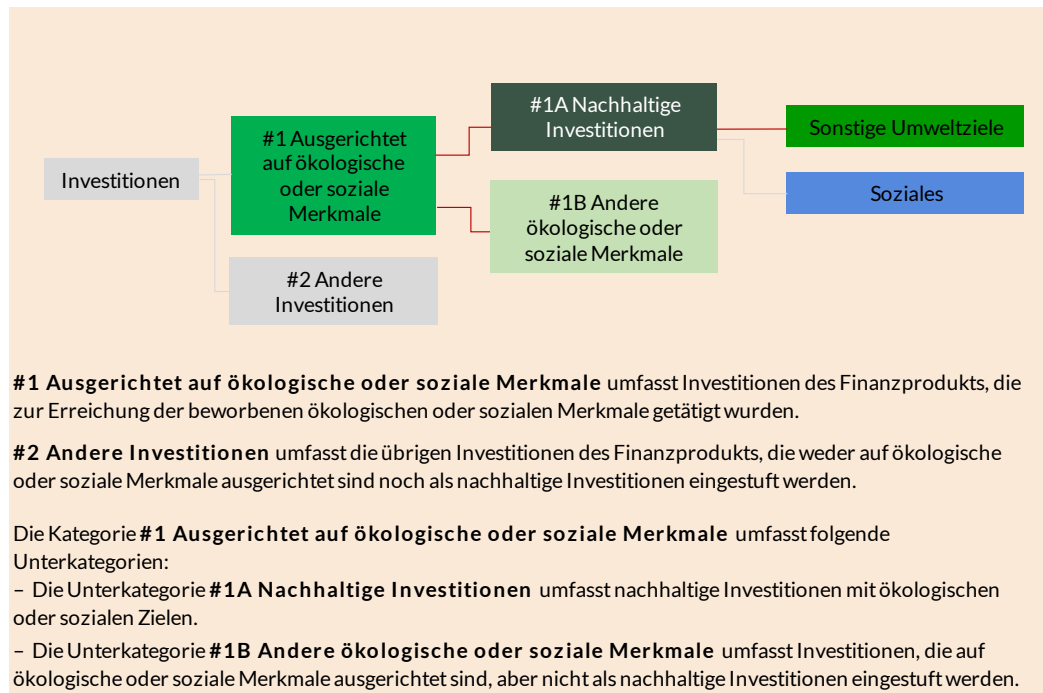 Investitionen
#1 Ausgerichtet
auf ökologische
oder soziale
Merkmale
#2 Andere
Investitionen
#1A Nachhaltige
Investitionen
#1B Andere
ökologische oder
soziale Merkmale
Sonstige Umweltziele
Soziales
#1 Ausgerichtet auf ökologische oder soziale Merkmale umfasst Investitionen des Finanzprodukts, die
zur Erreichung der beworbenen ökologischen oder sozialen Merkmale getätigt wurden.
#2 Andere Investitionen umfasst die übrigen Investitionen des Finanzprodukts, die weder auf ökologische
oder soziale Merkmale ausgerichtet sind noch als nachhaltige Investitionen eingestuft werden.
Die Kategorie #1 Ausgerichtet auf ökologische oder soziale Merkmale umfasst folgende
Unterkategorien:
– Die Unterkategorie #1A Nachhaltige Investitionen umfasst nachhaltige Investitionen mit ökologischen
oder sozialen Zielen.
– Die Unterkategorie #1B Andere ökologische oder soziale Merkmale umfasst Investitionen, die auf
ökologische oder soziale Merkmale ausgerichtet sind, aber nicht als nachhaltige Investitionen eingestuft werden.